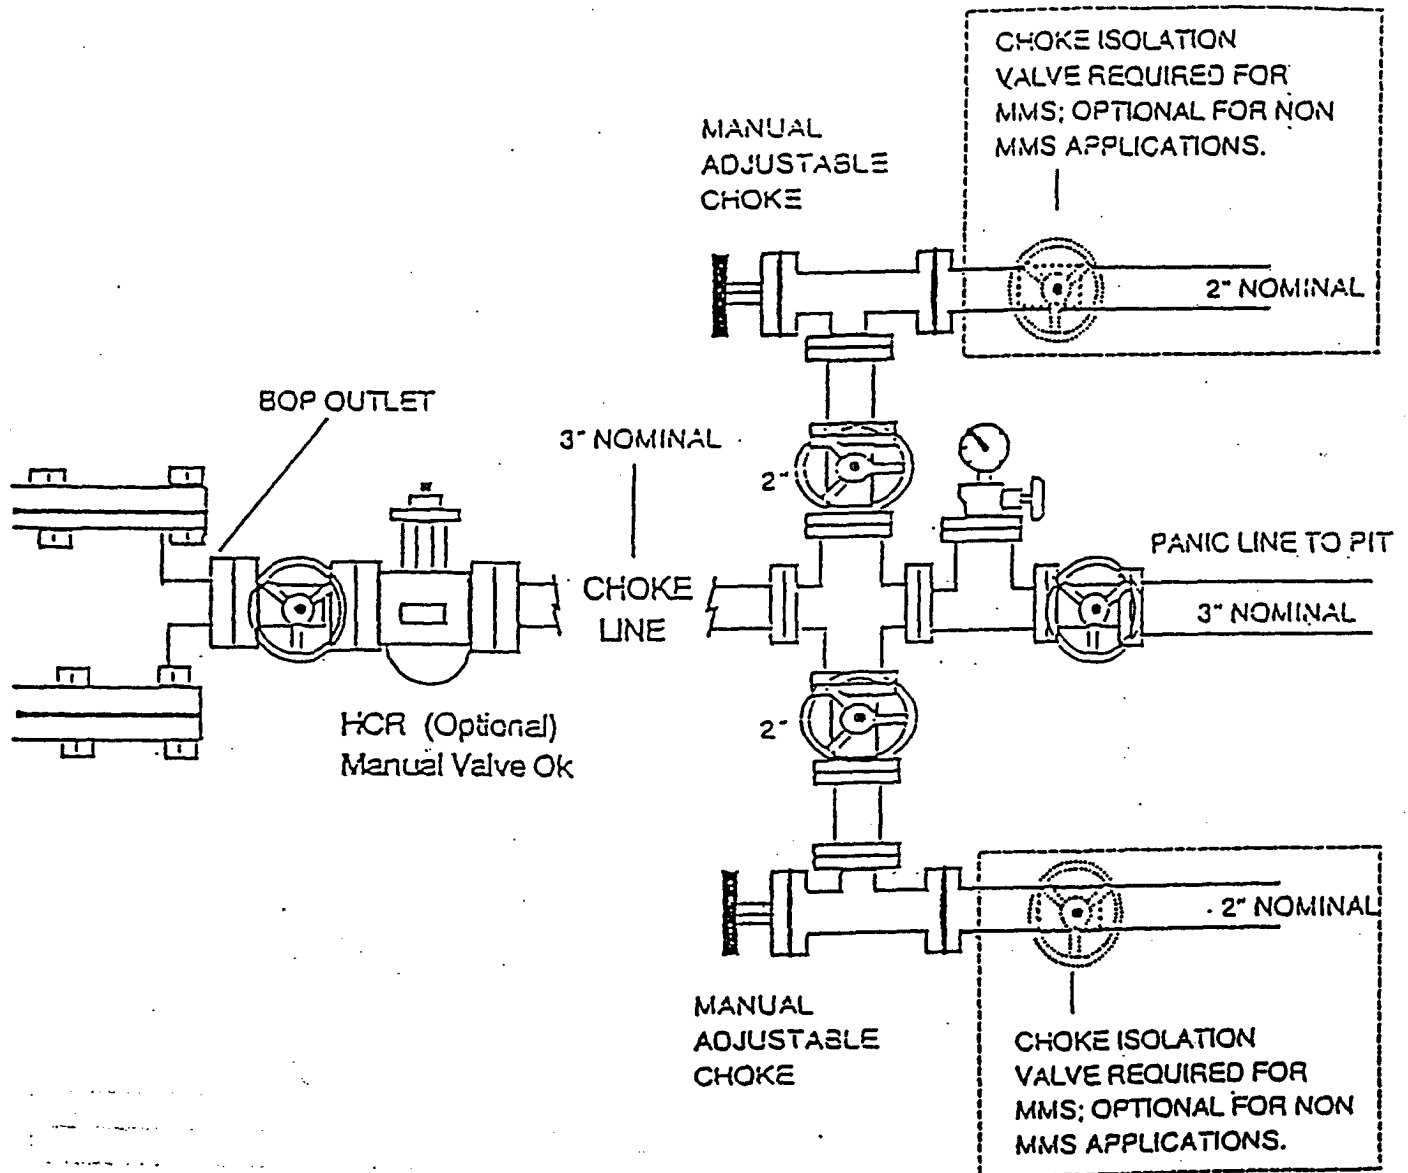 CHOKE ISOLATION
VALVE REQUIRED FOR
MMS; OPTIONAL FOR NON
MMS APPLICATIONS.
MANUAL
ADJUSTABLE
CHOKE
2" NOMINAL
BOP OUTLET
3" NOMINAL
2"
PANIC LINE TO PIT
CHOKE
LINE
3" NOMINAL
HCR (Optional)
Manual Valve Ok
2"
2" NOMINAL
MANUAL
ADJUSTABLE
CHOKE
CHOKE ISOLATION
VALVE REQUIRED FOR
MMS; OPTIONAL FOR NON
MMS APPLICATIONS.